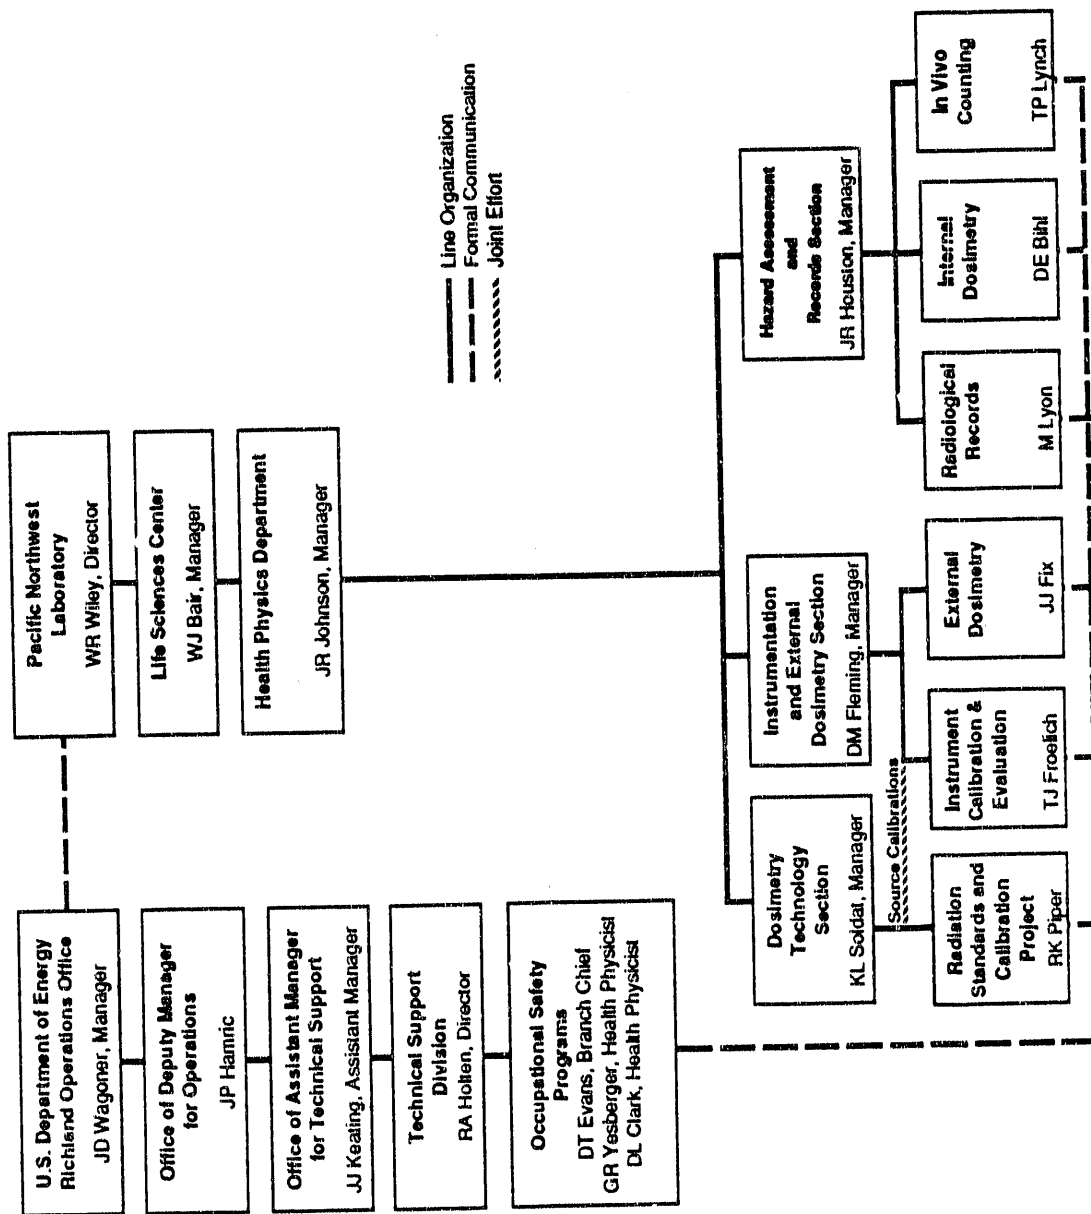 U.S. Department of Energy
Richland Operations Office
JD Wagoner, Manager
Office of Deputy Manager
for Operations
JP Hamric
Office of Assistant Manager
for Technical Support
JJ Keating, Assistant Manager
Technical Support
Division
RA Holten, Director
Occupational Safety
Programs
DT Evans, Branch Chief
GR Yesberger, Health Physicist
DL Clark, Health Physicist
Pacific Northwest
Laboratory
WR Wiley, Director
Life Sciences Center
WJ Bair, Manager
Health Physics Department
JR Johnson, Manager
Line Organization
Formal Communication
Joint Effort
Dosimetry
Technology
Section
KL Soldat, Manager
Instrumentation
and External
Dosimetry Section
DM Fleming, Manager
Hazard Assessment
and
Records Section
JR Houston, Manager
Source Calibrations
Radiation
Standards and
Calibration
Project
RK Piper
Instrument
Calibration &
Evaluation
TJ Froelich
External
Dosimetry
JJ Fix
Radiological
Records
M Lyon
Internal
Dosimetry
DE Bihl
In Vivo
Counting
TP Lynch